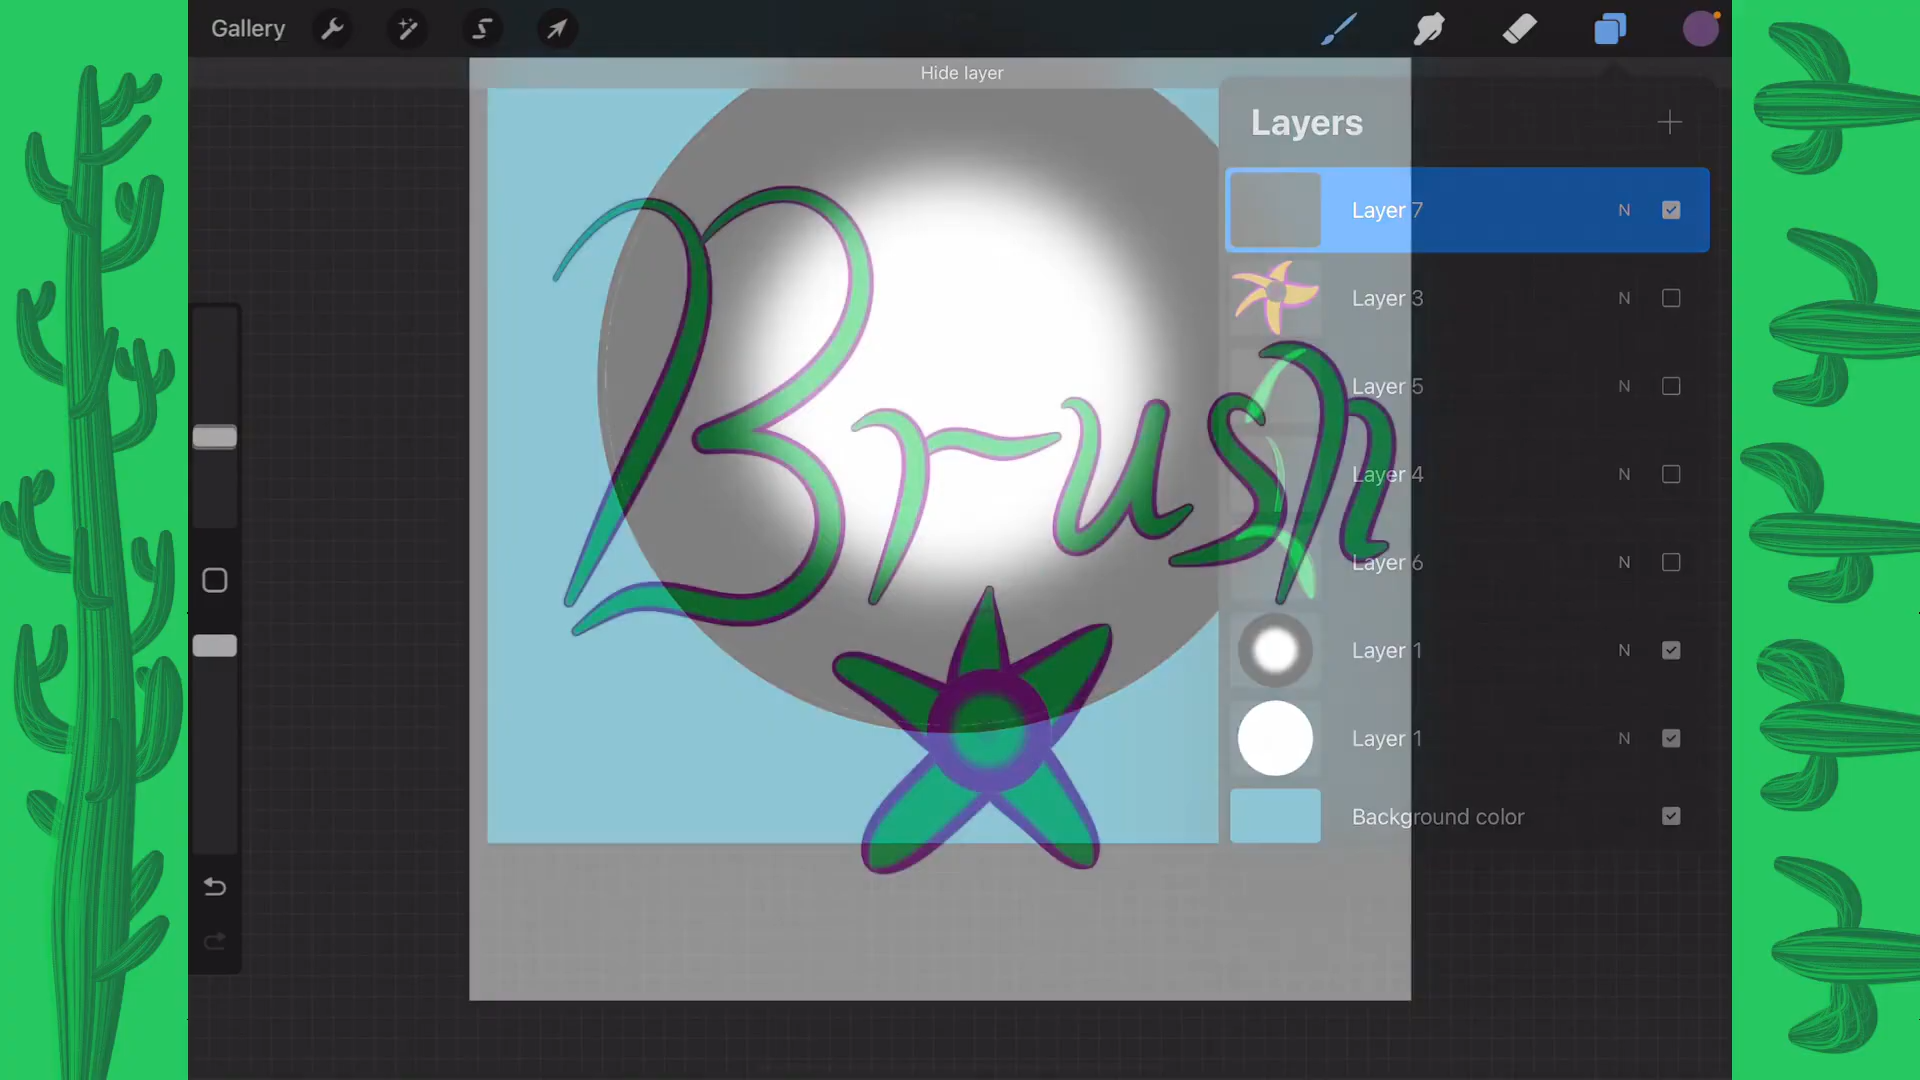 Gallery
Hide layer
Layers
Layer 7 N
Layer 3 N
Layer 5 N
Layer 4 N
Layer 6 N
Layer 1 N
Layer 1 N
Background color
Brush